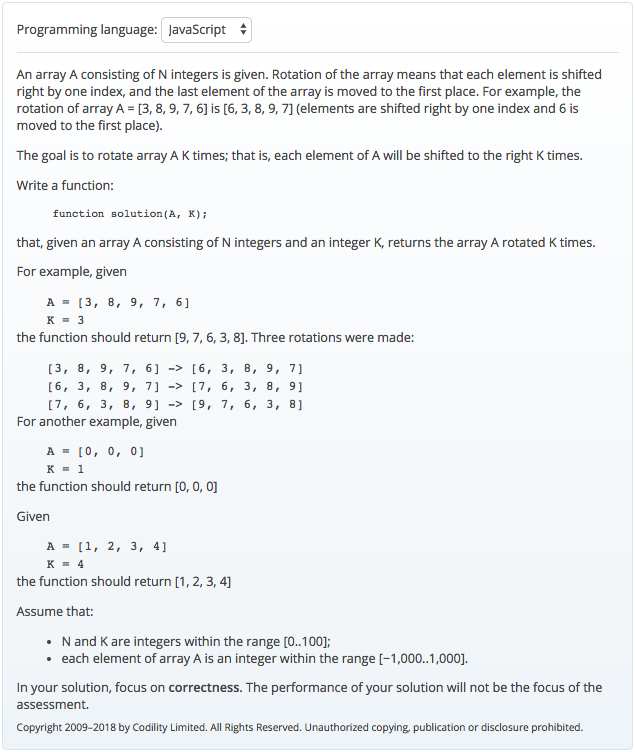 Programming language: JavaScript
An array A consisting of N integers is given. Rotation of the array means that each element is shifted
right by one index, and the last element of the array is moved to the first place. For example, the
rotation of array A = [3, 8, 9, 7, 6] is [6, 3, 8, 9, 7] (elements are shifted right by one index and 6 is
moved to the first place).
The goal is to rotate array A K times; that is, each element of A will be shifted to the right K times.
Write a function:
function solution(A, K);
that, given an array A consisting of N integers and an integer K, returns the array A rotated K times.
For example, given
A = [3, 8, 9, 7, 6]
K = 3
the function should return [9, 7, 6, 3, 8]. Three rotations were made:
[3, 8, 9, 7, 6] -> [6, 3, 8, 9, 7]
[6, 3, 8, 9, 7] -> [7, 6, 3, 8, 9]
[7, 6, 3, 8, 9] -> [9, 7, 6, 3, 8]
For another example, given
A = [0, 0, 0]
K = 1
the function should return [0, 0, 0]
Given
A = [1, 2, 3, 4]
K = 4
the function should return [1, 2, 3, 4]
Assume that:
• N and K are integers within the range [0..100];
• each element of array A is an integer within the range [−1,000..1,000].
In your solution, focus on correctness. The performance of your solution will not be the focus of the
assessment.
Copyright 2009–2018 by Codility Limited. All Rights Reserved. Unauthorized copying, publication or disclosure prohibited.